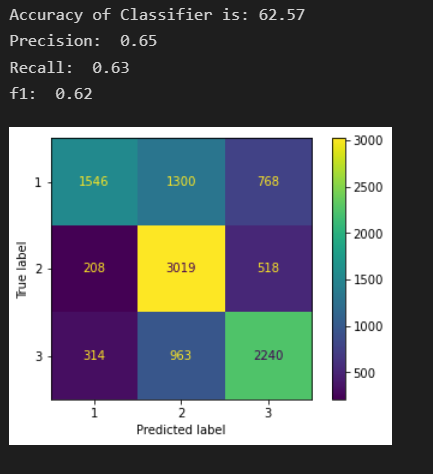 Accuracy of Classifier is: 62.57
Precision:  0.65
Recall:  0.63
f1:  0.62
3000
1 1546 1300 768
2500
2000
True label
2 208 3019 518
1500
1000
3 314 963 2240
500
1 2 3
Predicted label